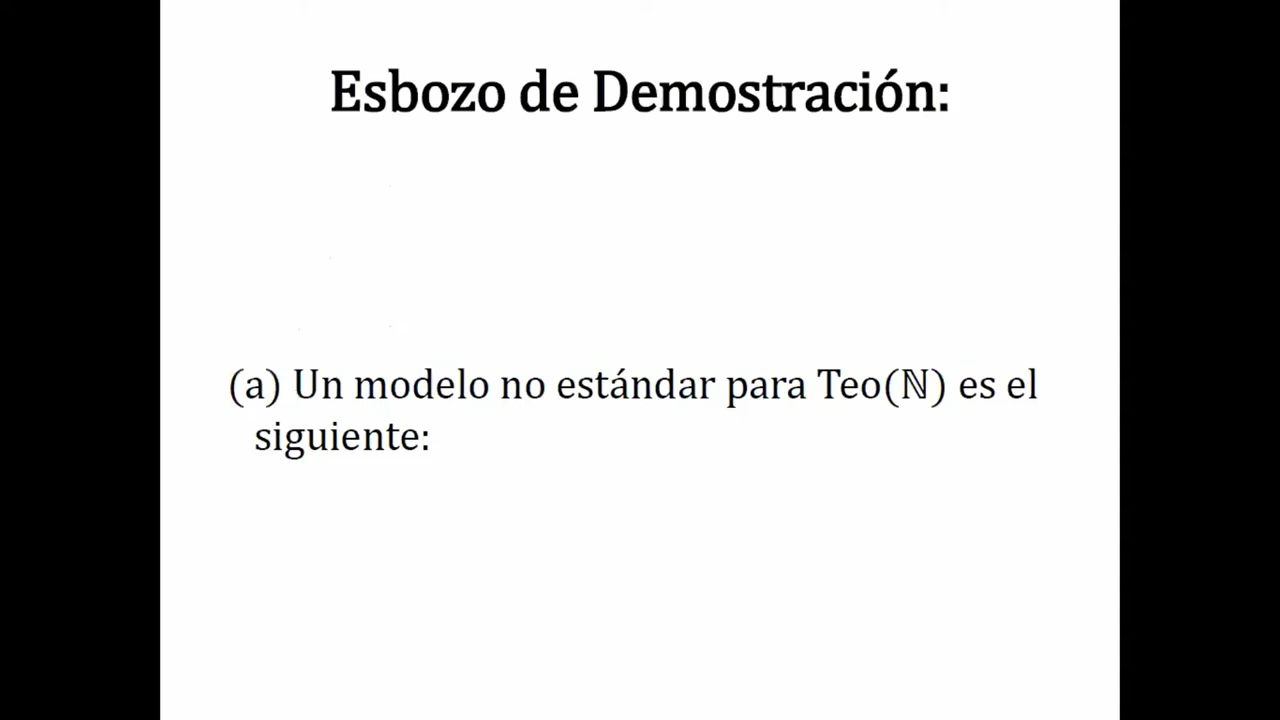 Esbozo de Demostración:
(a) Un modelo no estándar para Teo(ℕ) es el
siguiente: